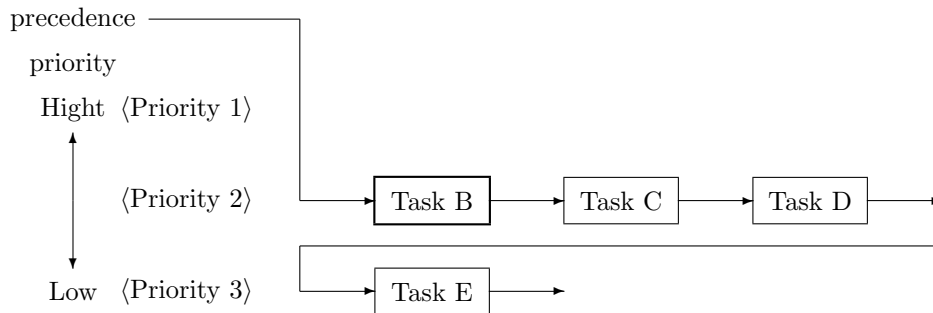 precedence
priority
Hight ⟨Priority 1⟩
⟨Priority 2⟩ Task B Task C Task D
Low ⟨Priority 3⟩ Task E